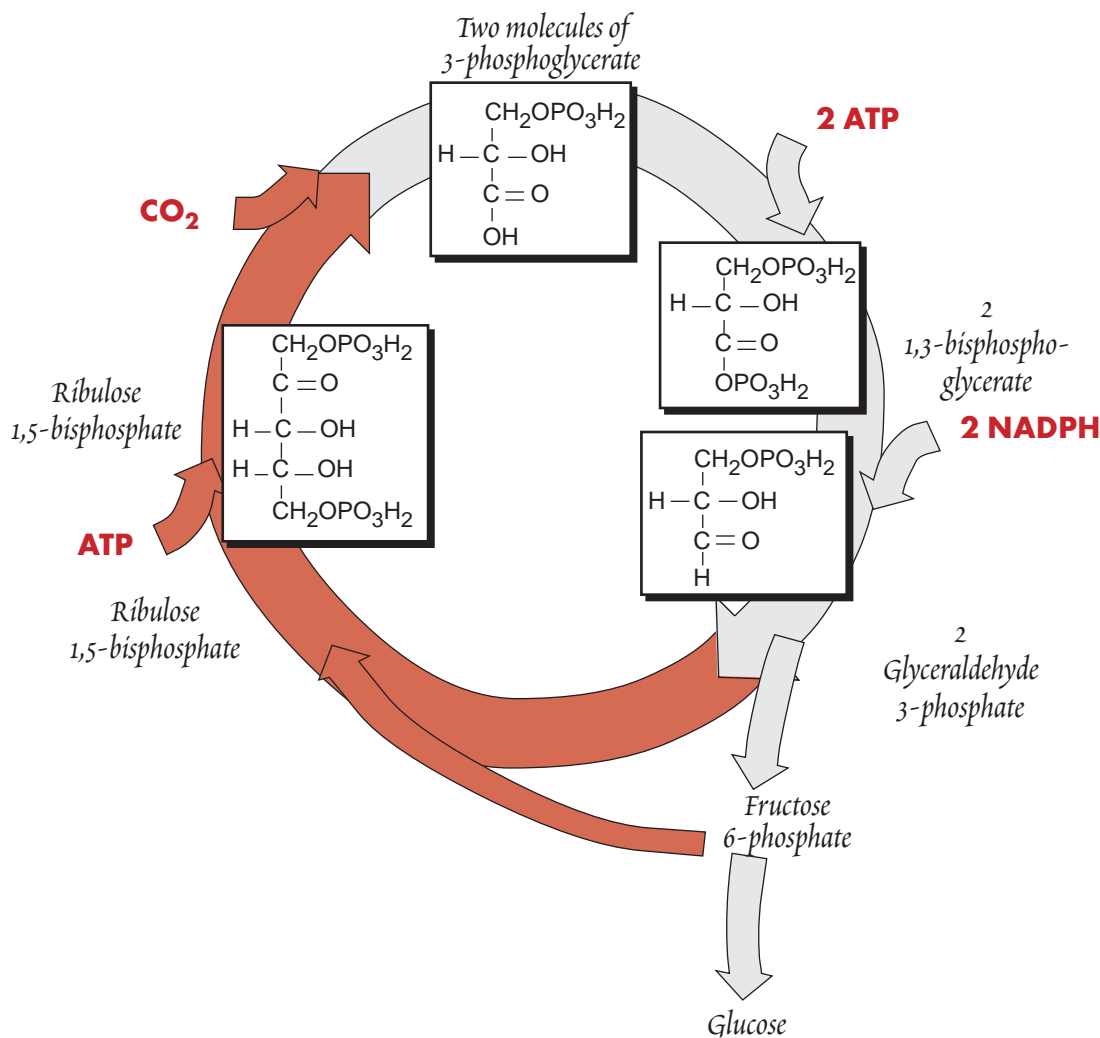 Two molecules of
3-phosphoglycerate
CH2OPO3H2
H – C – OH
C = O
OH
2 ATP
CO2
CH2OPO3H2
H – C – OH
C = O
OPO3H2
2
1,3-bisphospho-
glycerate
2 NADPH
CH2OPO3H2
H – C – OH
C = O
H
2
Glyceraldehyde
3-phosphate
CH2OPO3H2
C = O
H – C – OH
H – C – OH
CH2OPO3H2
Ribulose
1,5-bisphosphate
ATP
Ribulose
1,5-bisphosphate
Fructose
6-phosphate
Glucose